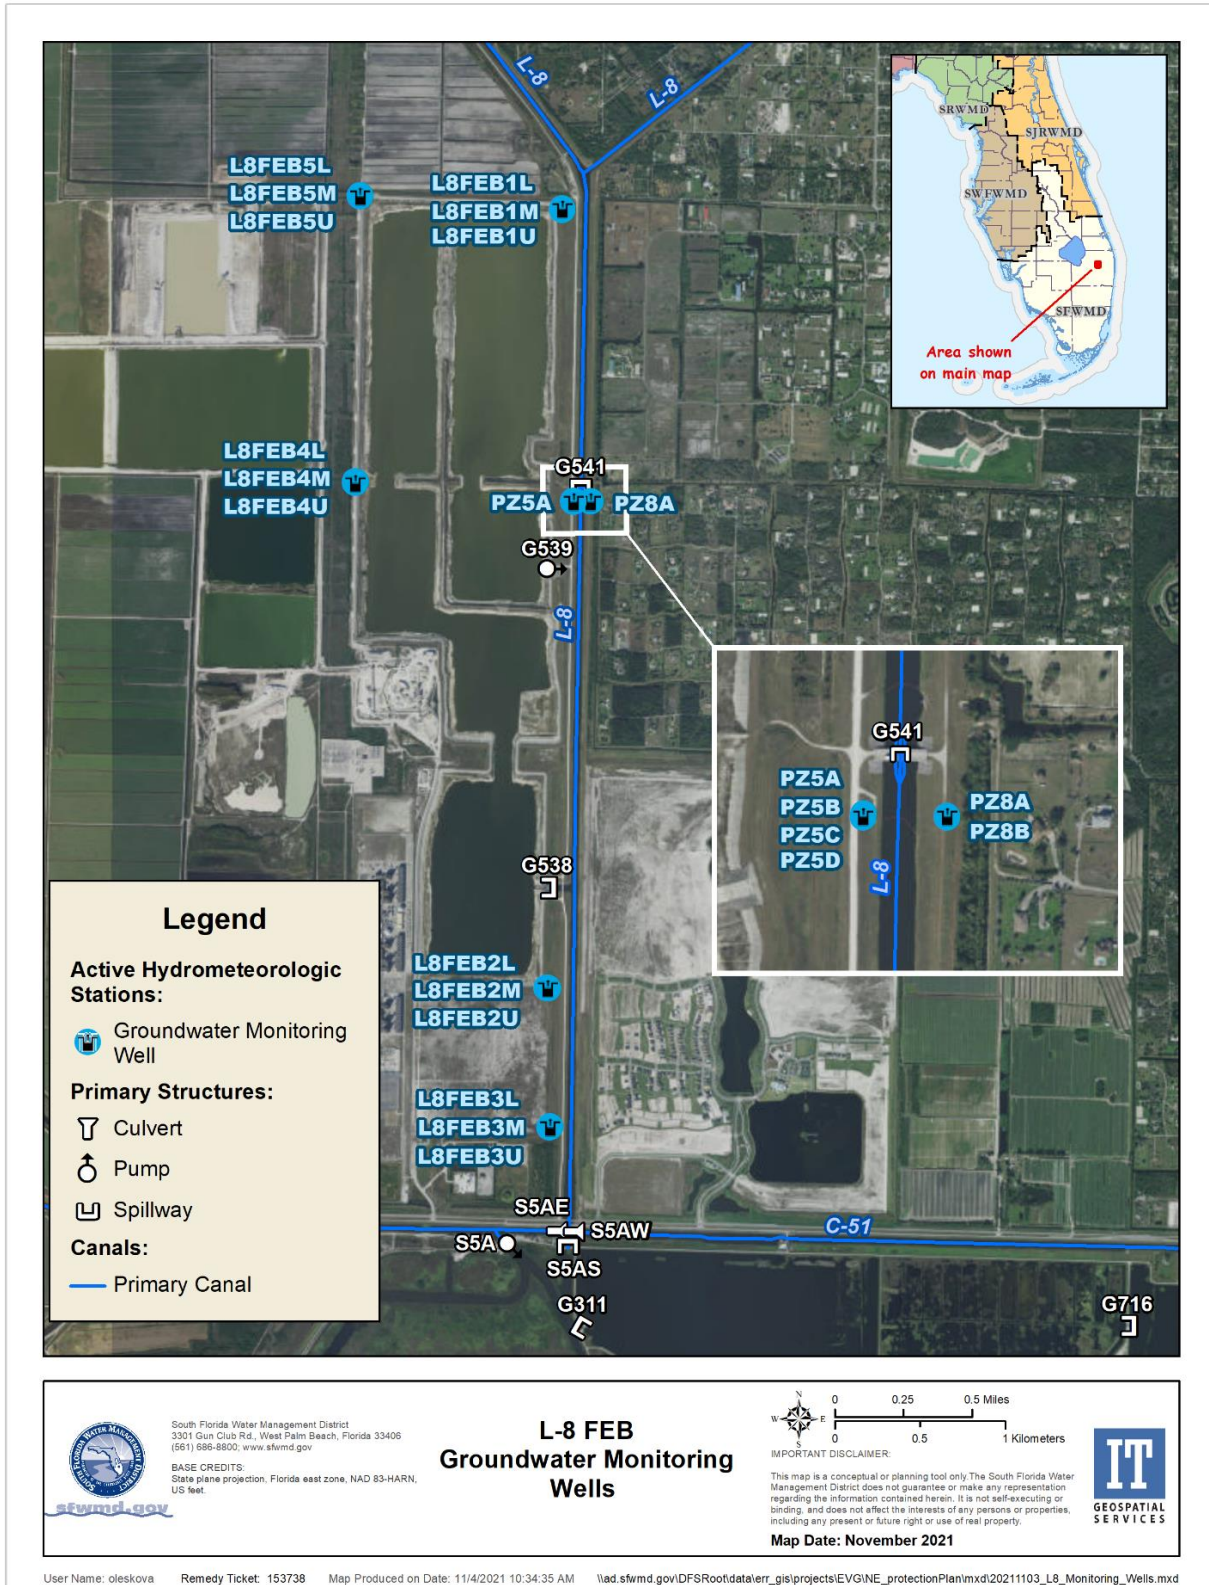 L-8
L-8
SRWMD
SJRWMD
SWFWMD
SFWMD
Area shown
on main map
L8FEB5L
L8FEB5M
L8FEB5U
L8FEB1L
L8FEB1M
L8FEB1U
L8FEB4L
L8FEB4M
L8FEB4U
G541
PZ5A
PZ8A
G539
L-8
G541
PZ5A
PZ5B
PZ5C
PZ5D
PZ8A
PZ8B
L-8
G538
L8FEB2L
L8FEB2M
L8FEB2U
L8FEB3L
L8FEB3M
L8FEB3U
S5AE
S5AW
S5A
S5AS
C-51
G311
G716
Legend
Active Hydrometeorologic
Stations:
Groundwater Monitoring
Well
Primary Structures:
Culvert
Pump
Spillway
Canals:
Primary Canal
SOUTH FLORIDA WATER MANAGEMENT DISTRICT
sfwmd.gov
South Florida Water Management District
3301 Gun Club Rd., West Palm Beach, Florida 33406
(561) 686-8800; www.sfwmd.gov
BASE CREDITS:
State plane projection, Florida east zone, NAD 83-HARN,
US feet.
L-8 FEB
Groundwater Monitoring
Wells
N
W E
S
0 0.25 0.5 Miles
0 0.5 1 Kilometers
IMPORTANT DISCLAIMER:
This map is a conceptual or planning tool only. The South Florida Water
Management District does not guarantee or make any representation
regarding the information contained herein. It is not self-executing or
binding, and does not affect the interests of any persons or properties,
including any present or future right or use of real property.
Map Date: November 2021
IT
GEOSPATIAL
SERVICES
User Name: oleskova Remedy Ticket: 153738 Map Produced on Date: 11/4/2021 10:34:35 AM \\ad.sfwmd.gov\DFSRoot\data\err_gis\projects\EVG\NE_protectionPlan\mxd\20211103_L8_Monitoring_Wells.mxd